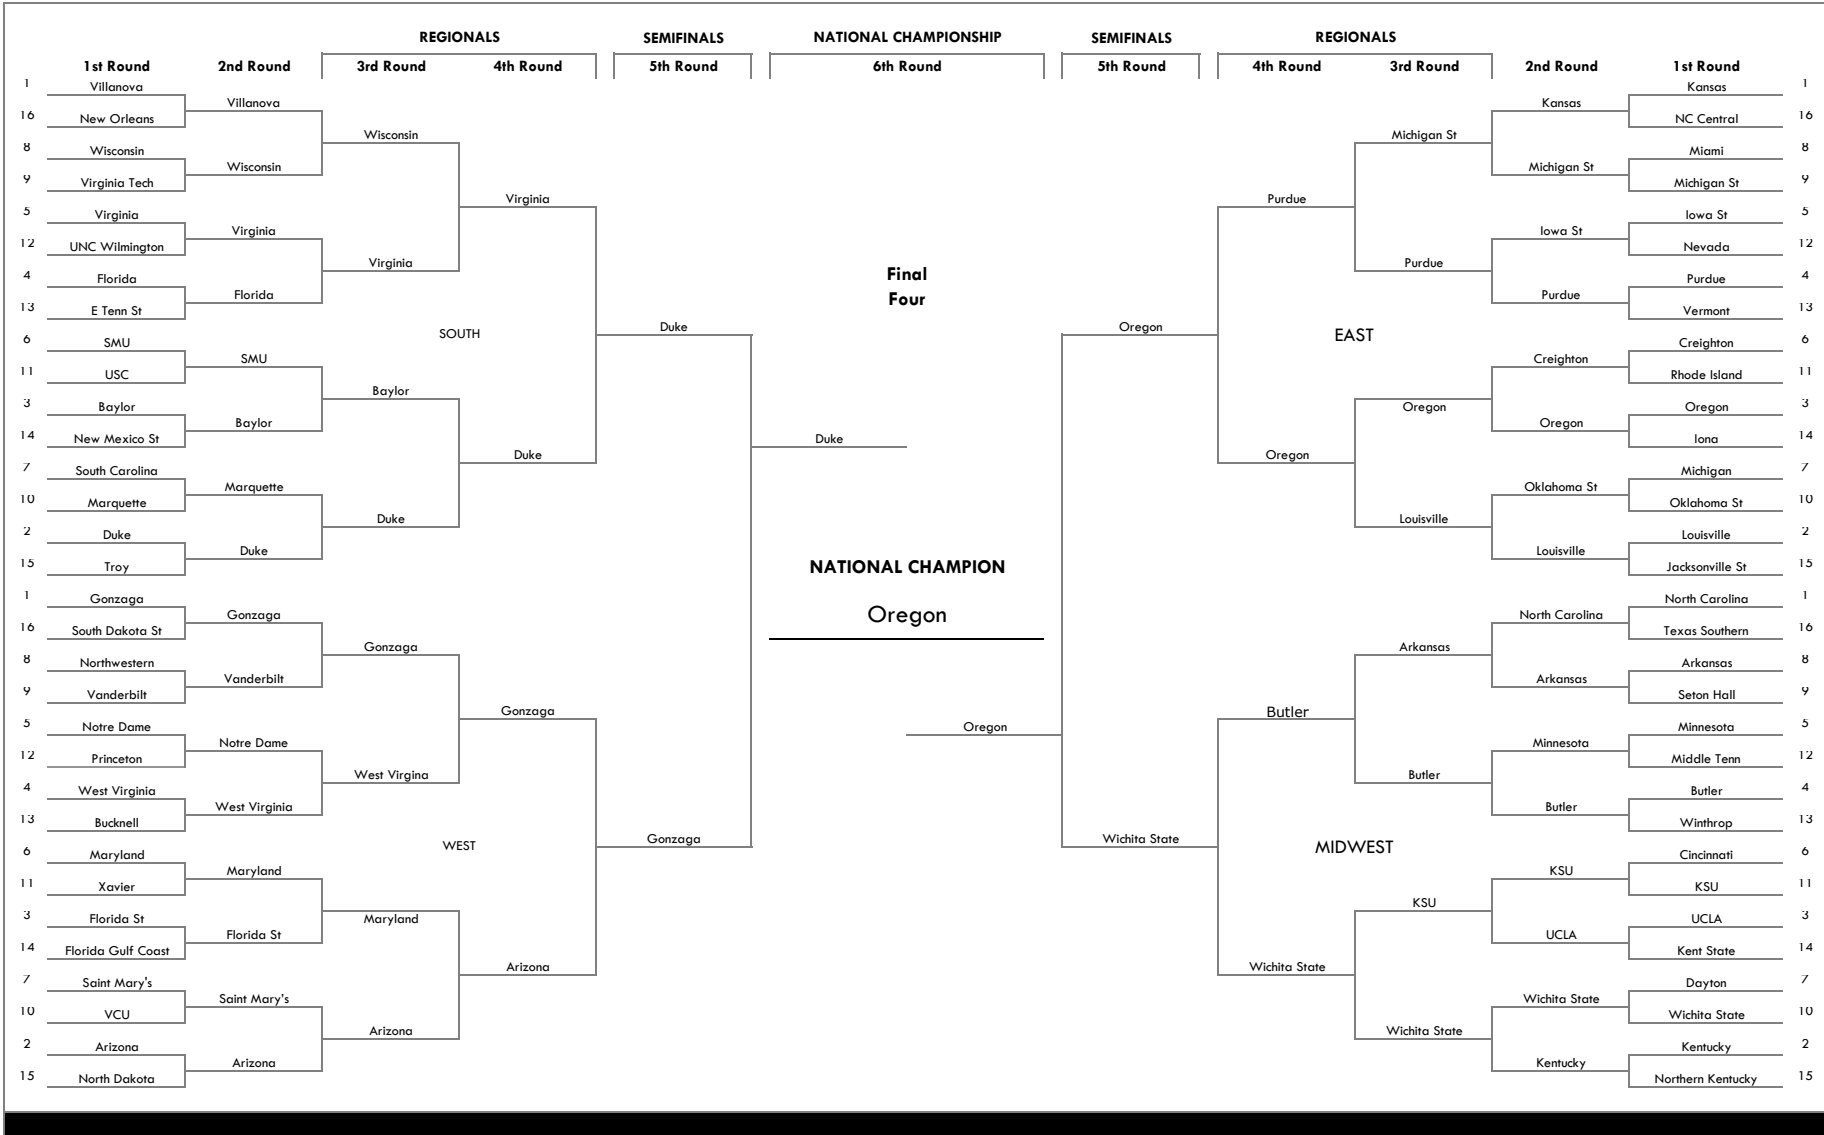 REGIONALS SEMIFINALS NATIONAL CHAMPIONSHIP SEMIFINALS REGIONALS
1st Round 2nd Round 3rd Round 4th Round 5th Round 6th Round 5th Round 4th Round 3rd Round 2nd Round 1st Round
1 Villanova Kansas 1
Villanova Kansas
16 New Orleans NC Central 16
Wisconsin Michigan St
8 Wisconsin Miami 8
Wisconsin Michigan St
9 Virginia Tech Michigan St 9
Virginia Purdue
5 Virginia Iowa St 5
Virginia Iowa St
12 UNC Wilmington Nevada 12
Virginia Purdue
4 Florida Purdue 4
Final
Four
Florida Purdue
13 E Tenn St Vermont 13
Duke Oregon
SOUTH EAST
6 SMU Creighton 6
SMU Creighton
11 USC Rhode Island 11
Baylor Oregon
3 Baylor Oregon 3
Baylor Oregon
14 New Mexico St Iona 14
Duke
Duke Oregon
7 South Carolina Michigan 7
Marquette Oklahoma St
10 Marquette Oklahoma St 10
Duke Louisville
2 Duke Louisville 2
Duke Louisville
15 Troy Jacksonville St 15
NATIONAL CHAMPION
Oregon
1 Gonzaga North Carolina 1
Gonzaga North Carolina
16 South Dakota St Texas Southern 16
Gonzaga Arkansas
8 Northwestern Arkansas 8
Vanderbilt Arkansas
9 Vanderbilt Seton Hall 9
Gonzaga Butler
5 Notre Dame Oregon Minnesota 5
Notre Dame Minnesota
12 Princeton Middle Tenn 12
West Virgina Butler
4 West Virginia Butler 4
West Virginia Butler
13 Bucknell Winthrop 13
Gonzaga Wichita State
WEST MIDWEST
6 Maryland Cincinnati 6
Maryland KSU
11 Xavier KSU 11
Maryland KSU
3 Florida St UCLA 3
Florida St UCLA
14 Florida Gulf Coast Kent State 14
Arizona Wichita State
7 Saint Mary's Dayton 7
Saint Mary's Wichita State
10 VCU Wichita State 10
Arizona Wichita State
2 Arizona Kentucky 2
Arizona Kentucky
15 North Dakota Northern Kentucky 15